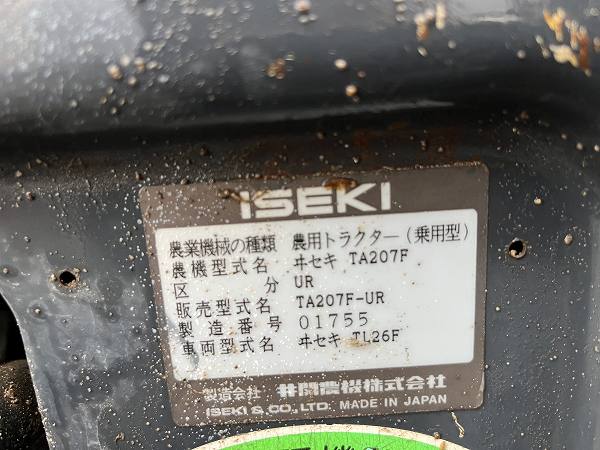 ISEKI
農業機械の種類 農用トラクター(乗用型)
農機型式名 ヰセキ TA207F
区分 UR
販売型式名 TA207F-UR
製造番号 01755
車両型式名 ヰセキ TL26F
製造会社 井関農機株式会社
ISEKI & CO., LTD. MADE IN JAPAN